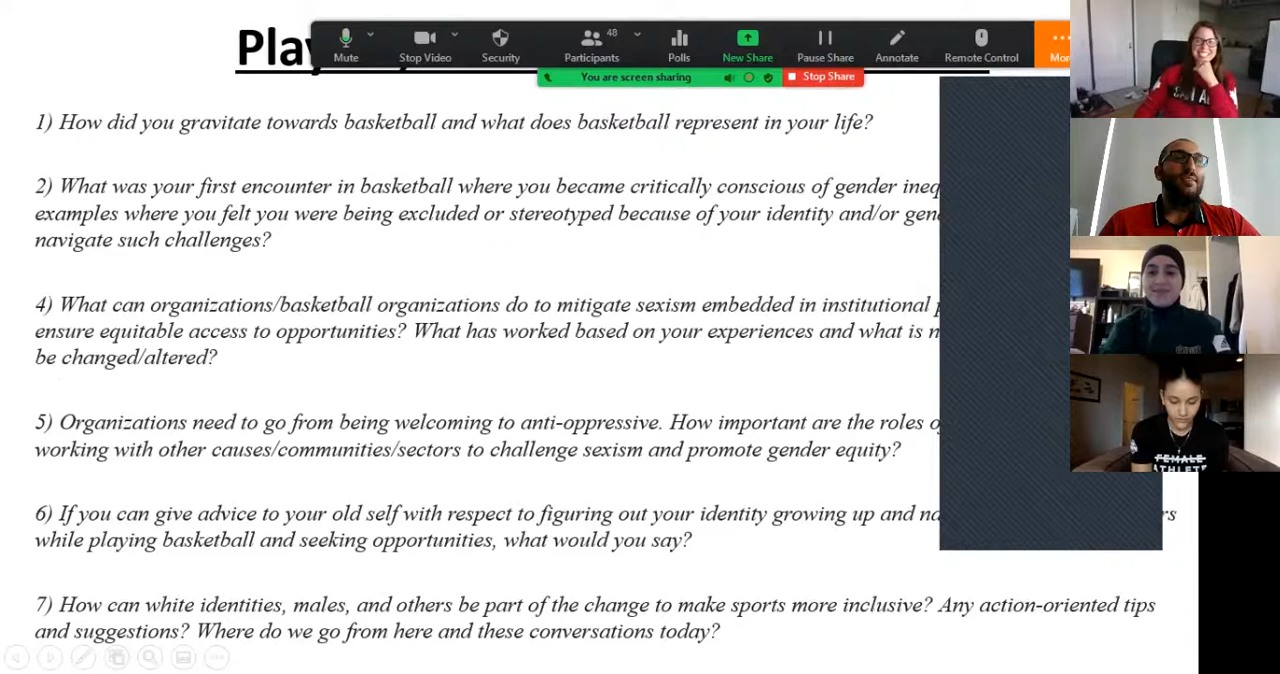 Play
48
Mute
Stop Video
Security
Participants
Polls
New Share
Pause Share
Annotate
Remote Control
You are screen sharing
Stop Share
1) How did you gravitate towards basketball and what does basketball represent in your life?
2) What was your first encounter in basketball where you became critically conscious of gender
examples where you felt you were being excluded or stereotyped because of your identity and/or
navigate such challenges?
4) What can organizations/basketball organizatons do to mitigate sexism embedded in institutional
ensure equitable access to opportunities? What has worked based on your experiences and what is
be changed/altered?
5) Organizations need to go from being welcoming to anti-oppressive. How important are the roles
working with other causes/communities/sectors to challenge sexism and promote gender equity?
6) If you can give advice to your old self with respect to figuring out your identity growing up and
while playing basketball and seeking opportunities, what would you say?
7) How can white identities, males, and others be part of the change to make sports more inclusive? Any action-oriented tips
and suggestions? Where do we go from here and these conversations today?
FEMALE
ATHLETE